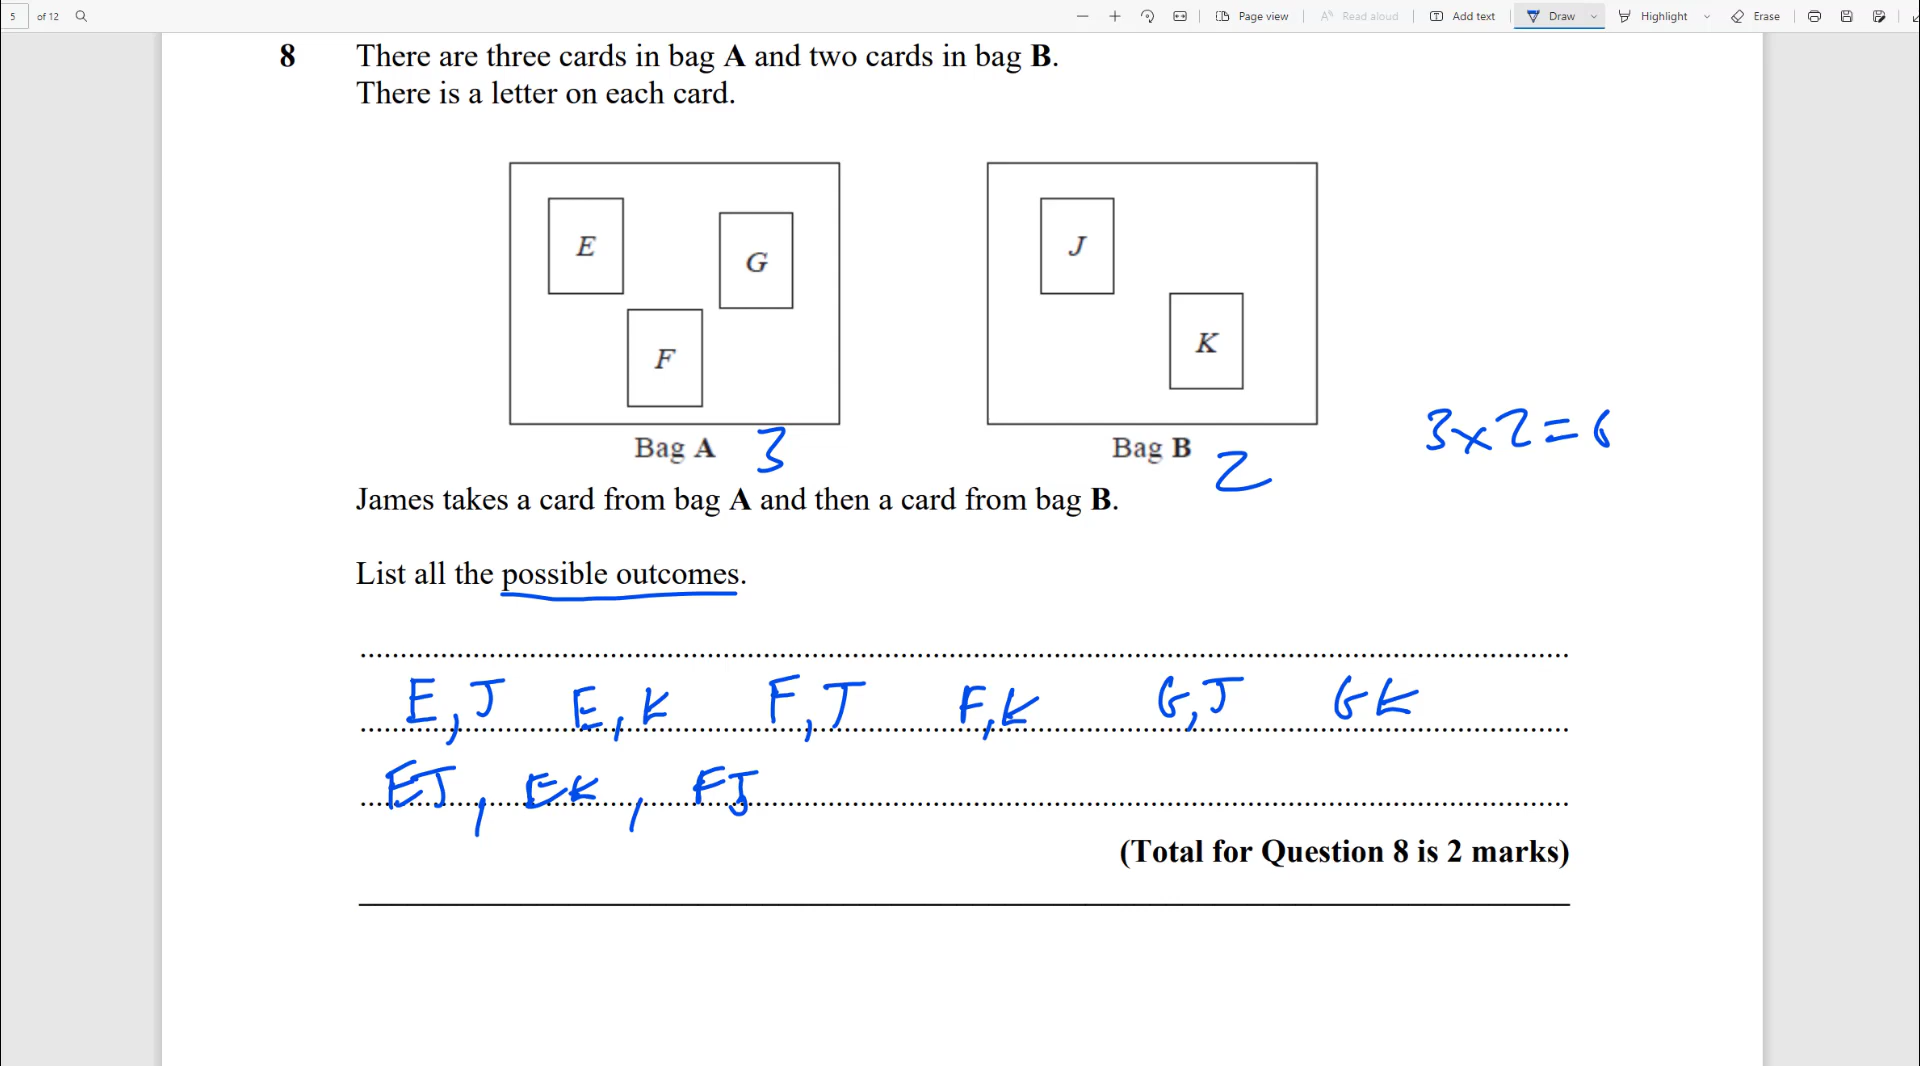 5 of 12 Page view Read aloud Add text Draw Highlight Erase
8 There are three cards in bag A and two cards in bag B.
There is a letter on each card.
E G J
F K
3x2=6
Bag A 3 Bag B 2
James takes a card from bag A and then a card from bag B.
List all the possible outcomes.
E,J E,K F,J F,K G,J GK
EJ, EK, FJ
(Total for Question 8 is 2 marks)